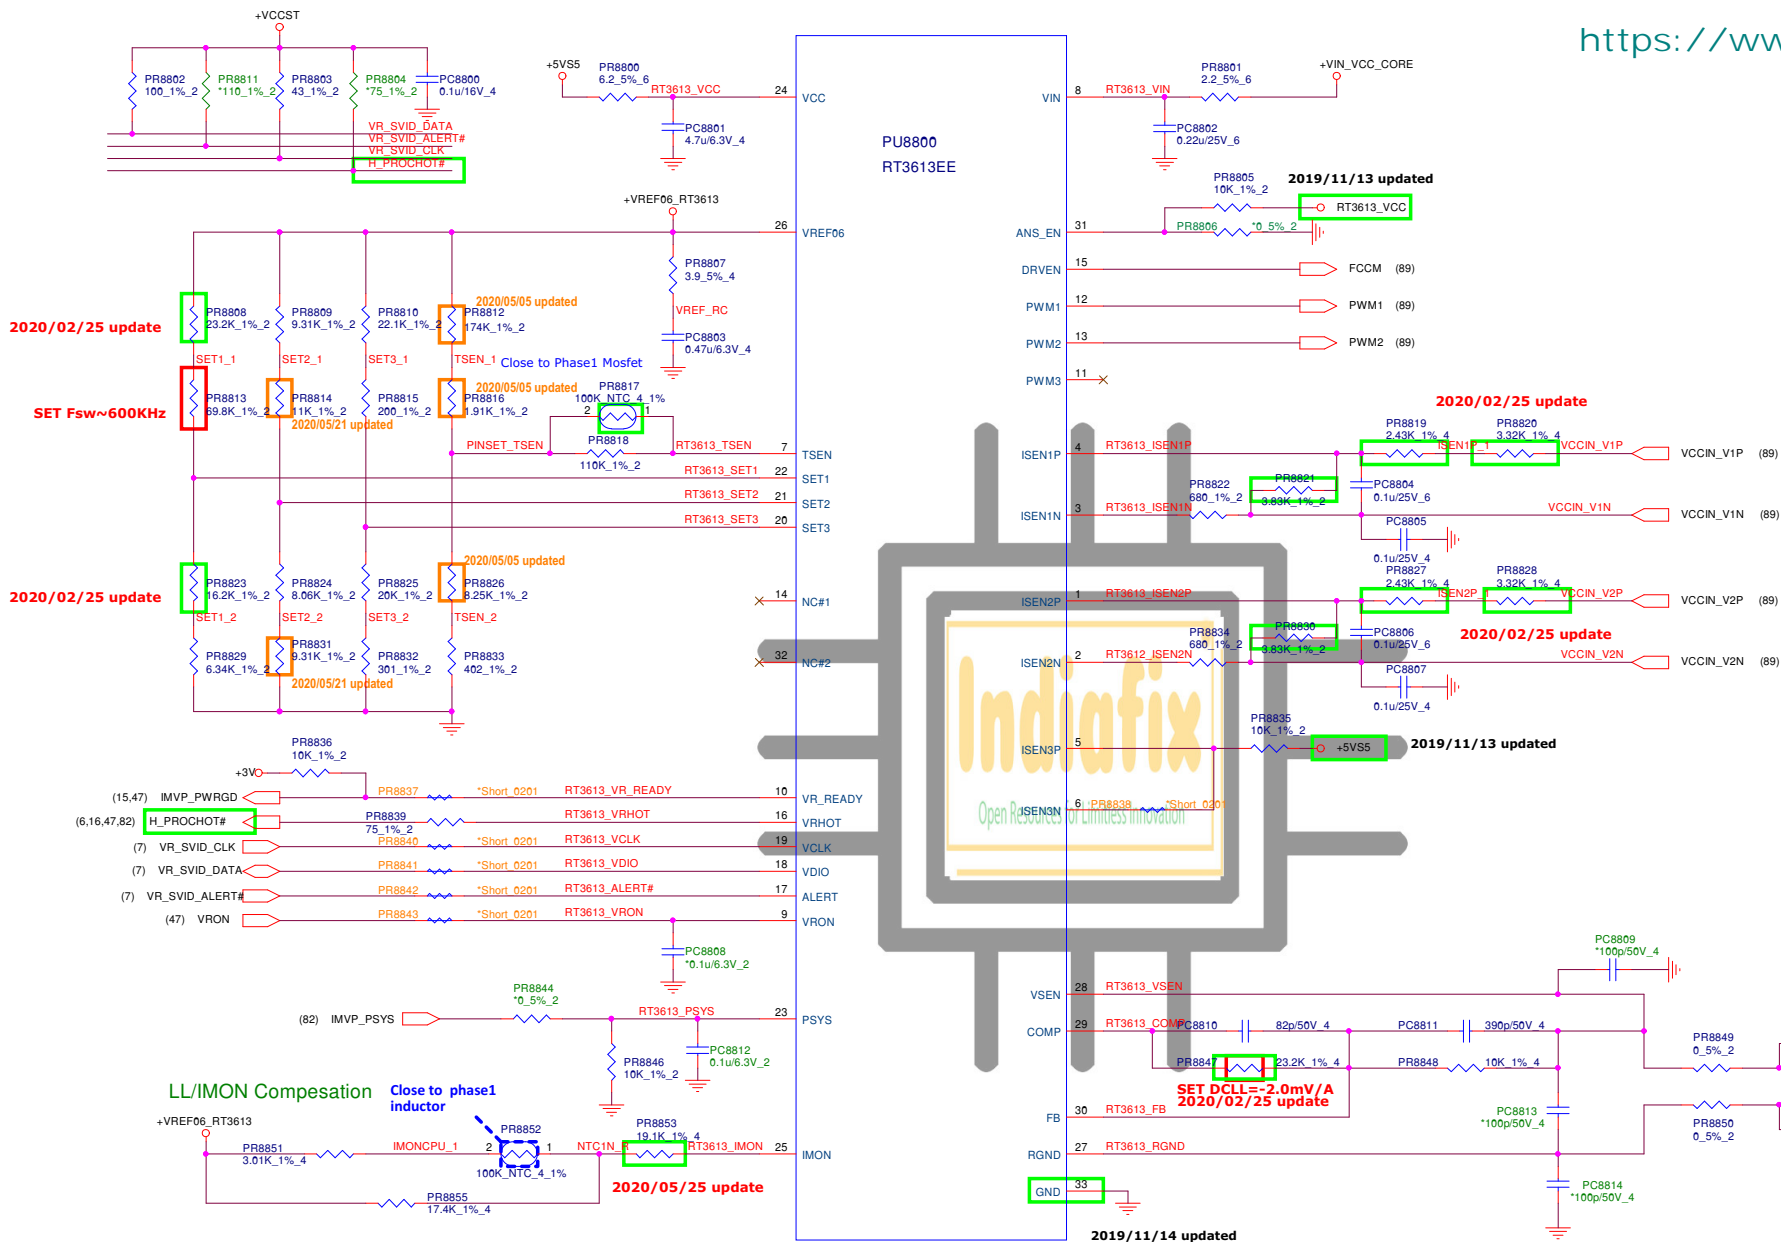 https://ww
+VCCST
PR8802
100_1%_2
PR8811
*110_1%_2
PR8803
43_1%_2
PR8804
*75_1%_2
PC8800
0.1u/16V_4
VR_SVID_DATA
VR_SVID_ALERT#
VR_SVID_CLK
H_PROCHOT#
+5VS5
PR8800
6.2_5%_6
RT3613_VCC
24
VCC
PC8801
4.7u/6.3V_4
PU8800
RT3613EE
VIN
8
RT3613_VIN
PR8801
2.2_5%_6
+VIN_VCC_CORE
PC8802
0.22u/25V_6
2019/11/13 updated
PR8805
10K_1%_2
RT3613_VCC
PR8806
*0_5%_2
ANS_EN
31
DRVEN
15
FCCM (89)
PWM1
12
PWM1 (89)
PWM2
13
PWM2 (89)
PWM3
11
+VREF06_RT3613
26
VREF06
PR8807
3.9_5%_4
VREF_RC
PC8803
0.47u/6.3V_4
2020/02/25 update
PR8808
23.2K_1%_2
PR8809
9.31K_1%_2
PR8810
22.1K_1%_2
2020/05/05 updated
PR8812
174K_1%_2
SET1_1
SET2_1
SET3_1
TSEN_1
Close to Phase1 Mosfet
SET Fsw~600KHz
PR8813
69.8K_1%_2
PR8814
11K_1%_2
2020/05/21 updated
PR8815
200_1%_2
2020/05/05 updated
PR8816
1.91K_1%_2
PR8817
100K_NTC_4_1%
2
1
PINSET_TSEN
PR8818
110K_1%_2
RT3613_TSEN
7
TSEN
RT3613_SET1
22
SET1
RT3613_SET2
21
SET2
RT3613_SET3
20
SET3
2020/02/25 update
PR8823
16.2K_1%_2
PR8824
8.06K_1%_2
PR8825
20K_1%_2
2020/05/05 updated
PR8826
8.25K_1%_2
SET1_2
SET2_2
SET3_2
TSEN_2
PR8829
6.34K_1%_2
PR8831
9.31K_1%_2
2020/05/21 updated
PR8832
301_1%_2
PR8833
402_1%_2
14
NC#1
32
NC#2
2020/02/25 update
PR8819
2.43K_1%_4
PR8820
3.32K_1%_4
ISEN1P
4
RT3613_ISEN1P
ISEN1P_1
VCCIN_V1P
VCCIN_V1P (89)
PR8822
680_1%_2
PR8821
3.83K_1%_2
PC8804
0.1u/25V_6
ISEN1N
3
RT3613_ISEN1N
VCCIN_V1N
VCCIN_V1N (89)
PC8805
0.1u/25V_4
PR8827
2.43K_1%_4
PR8828
3.32K_1%_4
ISEN2P
1
RT3613_ISEN2P
ISEN2P_1
VCCIN_V2P
VCCIN_V2P (89)
PR8834
680_1%_2
PR8830
3.83K_1%_2
PC8806
0.1u/25V_6
2020/02/25 update
ISEN2N
2
RT3612_ISEN2N
VCCIN_V2N
VCCIN_V2N (89)
PC8807
0.1u/25V_4
Indiafix
Open Resources for Limitless Innovation
PR8835
10K_1%_2
ISEN3P
5
+5VS5
2019/11/13 updated
ISEN3N
6
PR8838
*Short_0201
PR8836
10K_1%_2
+3V
(15,47) IMVP_PWRGD
PR8837
*Short_0201
RT3613_VR_READY
10
VR_READY
(6,16,47,82) H_PROCHOT#
PR8839
75_1%_2
RT3613_VRHOT
16
VRHOT
(7) VR_SVID_CLK
PR8840
*Short_0201
RT3613_VCLK
19
VCLK
(7) VR_SVID_DATA
PR8841
*Short_0201
RT3613_VDIO
18
VDIO
(7) VR_SVID_ALERT#
PR8842
*Short_0201
RT3613_ALERT#
17
ALERT
(47) VRON
PR8843
*Short_0201
RT3613_VRON
9
VRON
PC8808
*0.1u/6.3V_2
PR8844
*0_5%_2
(82) IMVP_PSYS
RT3613_PSYS
23
PSYS
PR8846
10K_1%_2
PC8812
0.1u/6.3V_2
LL/IMON Compesation
Close to phase1
inductor
+VREF06_RT3613
PR8851
3.01K_1%_4
IMONCPU_1
2
PR8852
1
100K_NTC_4_1%
NTC1N_R
PR8853
19.1K_1%_4
RT3613_IMON
25
IMON
PR8855
17.4K_1%_4
2020/05/25 update
PC8809
*100p/50V_4
VSEN
28
RT3613_VSEN
COMP
29
RT3613_COMP
PC8810
82p/50V_4
PC8811
390p/50V_4
PR8847
23.2K_1%_4
PR8848
10K_1%_4
SET DCLL=-2.0mV/A
2020/02/25 update
PR8849
0_5%_2
FB
30
RT3613_FB
PC8813
*100p/50V_4
PR8850
0_5%_2
RGND
27
RT3613_RGND
GND
33
PC8814
*100p/50V_4
2019/11/14 updated